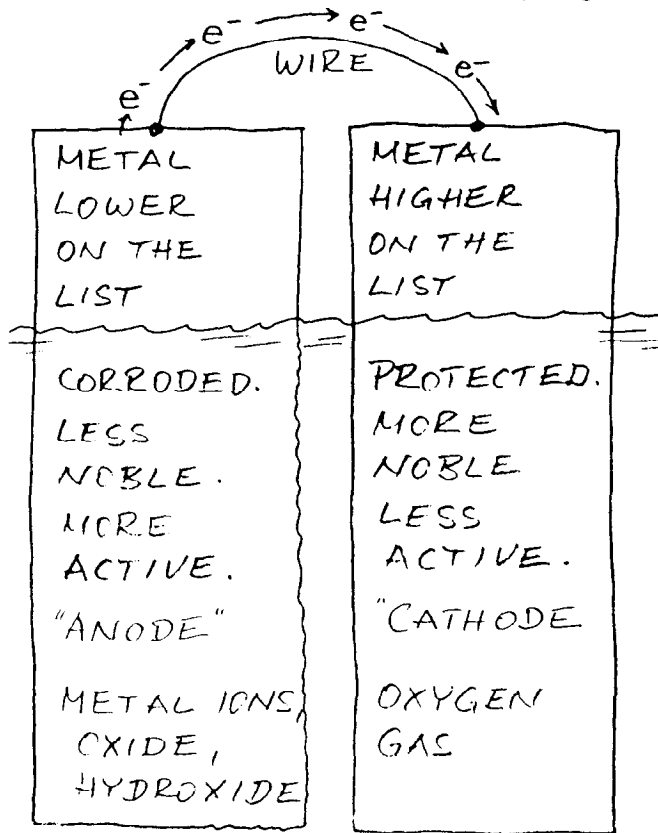 e⁻ e⁻ e⁻ e⁻
WIRE
METAL
LOWER
ON THE
LIST
CORRODED.
LESS
NOBLE.
MORE
ACTIVE.
"ANODE"
METAL IONS,
OXIDE,
HYDROXIDE
METAL
HIGHER
ON THE
LIST
PROTECTED.
MORE
NOBLE
LESS
ACTIVE.
"CATHODE
OXYGEN
GAS